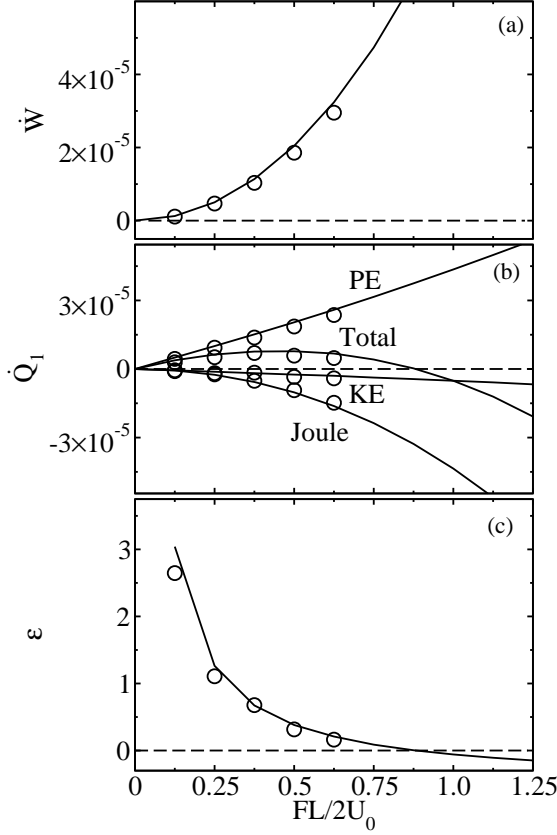 (a)
4×10⁻⁵
Ẇ
2×10⁻⁵
0
(b)
PE
3×10⁻⁵
Total
Q̇₁
0
KE
-3×10⁻⁵
Joule
(c)
3
2
ε
1
0
0 0.25 0.50 0.75 1.0 1.25
FL/2U₀